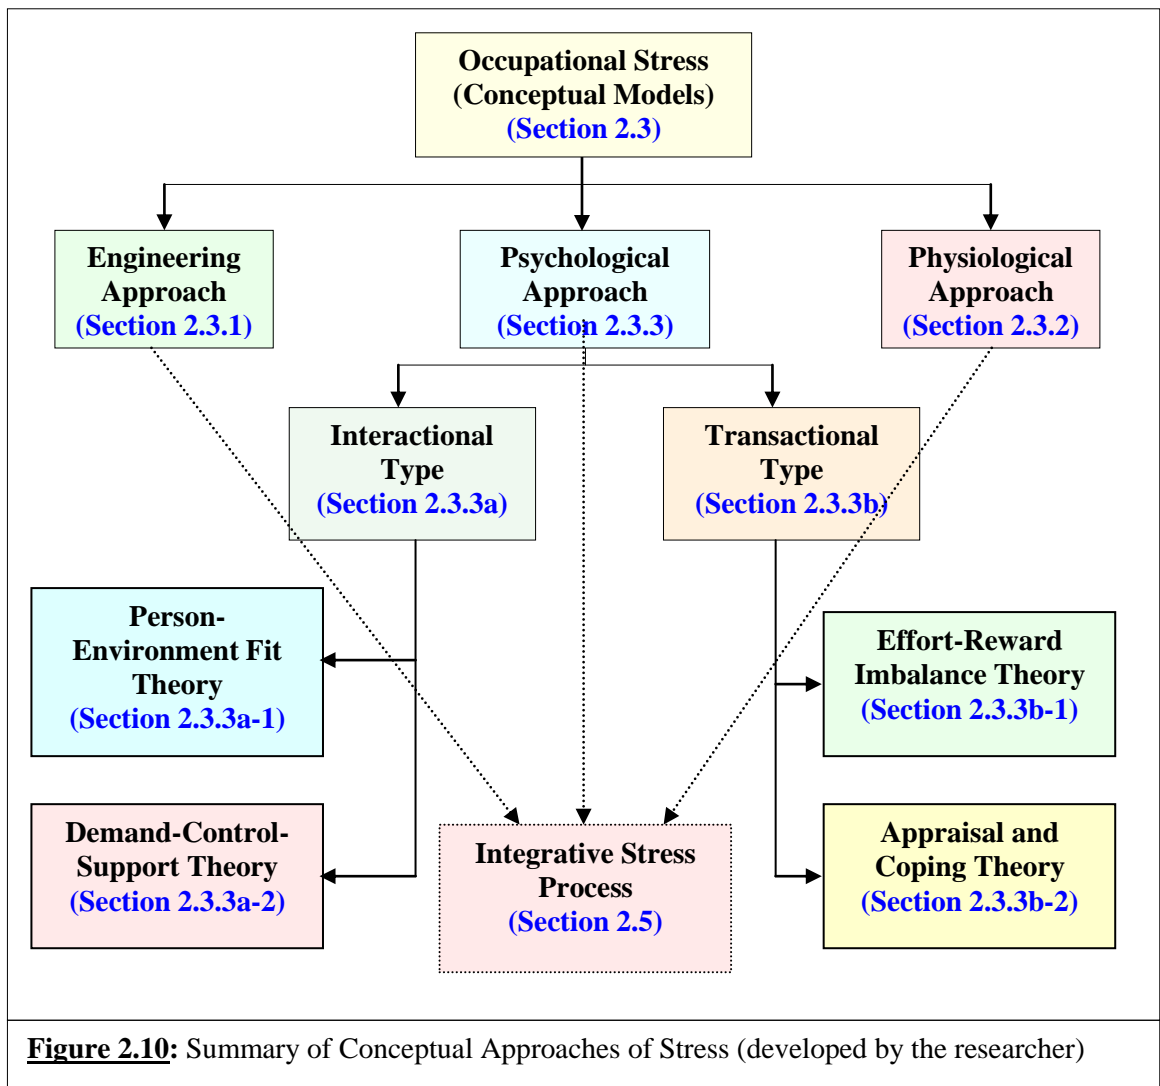 Occupational Stress
(Conceptual Models)
(Section 2.3)
Engineering
Approach
(Section 2.3.1)
Psychological
Approach
(Section 2.3.3)
Physiological
Approach
(Section 2.3.2)
Interactional
Type
(Section 2.3.3a)
Transactional
Type
(Section 2.3.3b)
Person-
Environment Fit
Theory
(Section 2.3.3a-1)
Effort-Reward
Imbalance Theory
(Section 2.3.3b-1)
Demand-Control-
Support Theory
(Section 2.3.3a-2)
Integrative Stress
Process
(Section 2.5)
Appraisal and
Coping Theory
(Section 2.3.3b-2)
Figure 2.10: Summary of Conceptual Approaches of Stress (developed by the researcher)